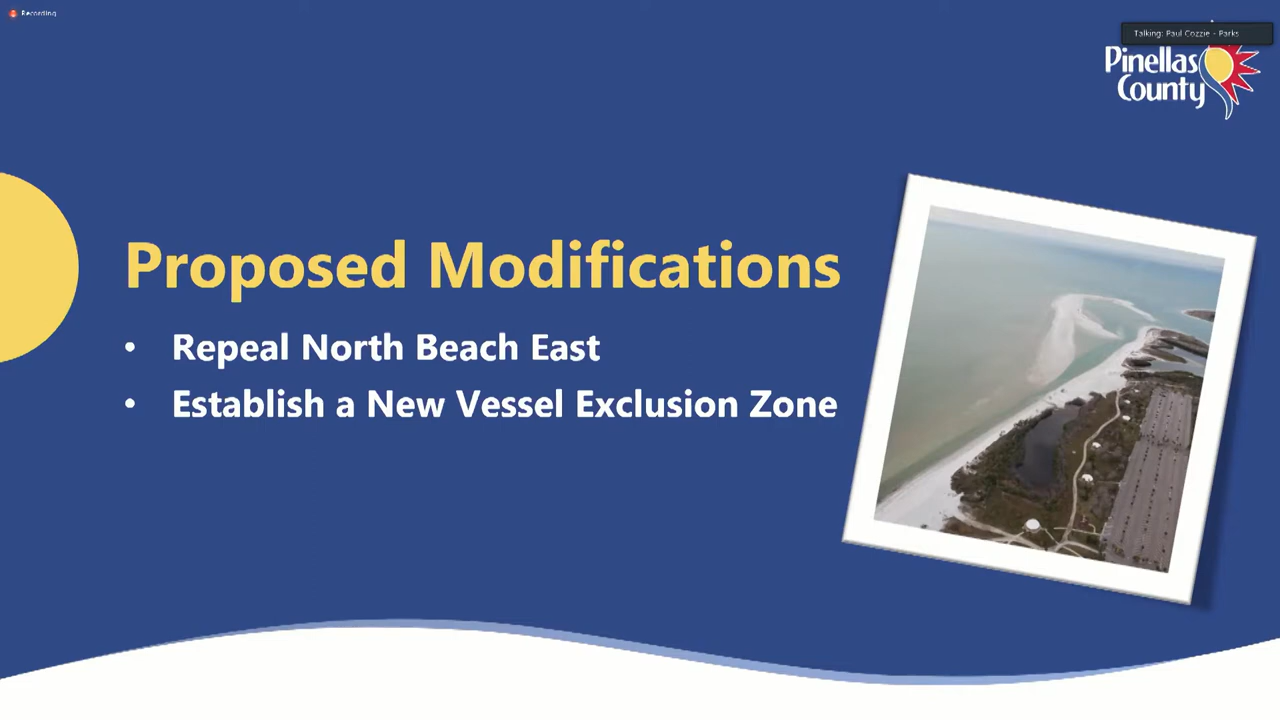 Recording
Talking: Paul Cozzie - Parks
Pinellas
County
Proposed Modifications
• Repeal North Beach East
• Establish a New Vessel Exclusion Zone